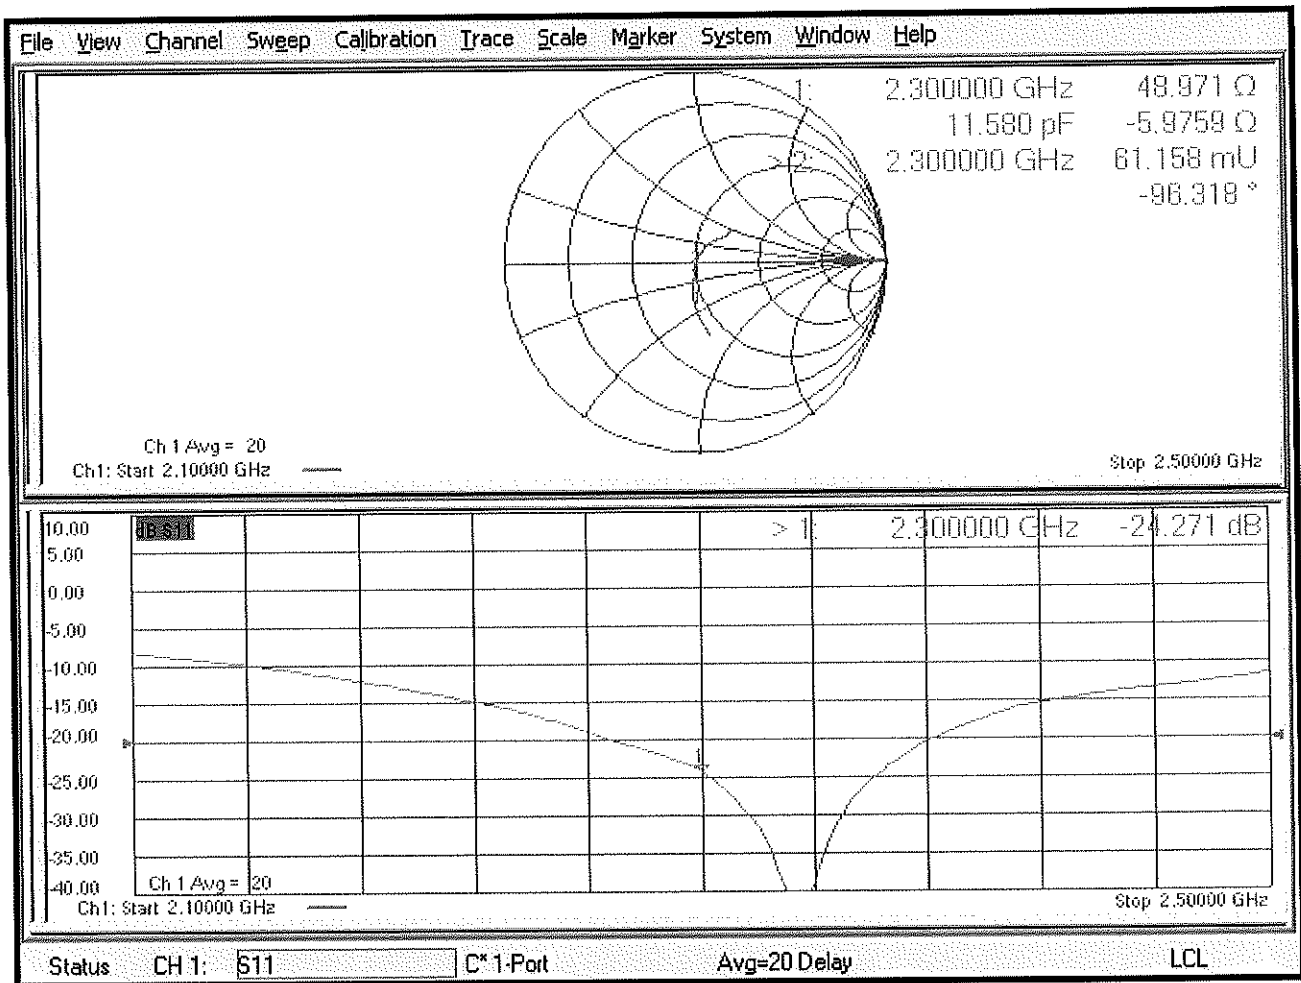 File View Channel Sweep Calibration Trace Scale Marker System Window Help
1: 2.300000 GHz 48.971 Ω
11.580 pF -5.9759 Ω
> 2: 2.300000 GHz 61.158 mU
-96.318 °
Ch 1 Avg = 20
Ch1: Start 2.10000 GHz
Stop 2.50000 GHz
10.00
5.00
0.00
-5.00
-10.00
-15.00
-20.00
-25.00
-30.00
-35.00
-40.00
dB S11
> 1: 2.300000 GHz -24.271 dB
1
Ch 1 Avg = 20
Ch1: Start 2.10000 GHz
Stop 2.50000 GHz
Status CH 1: S11 C* 1-Port Avg=20 Delay LCL